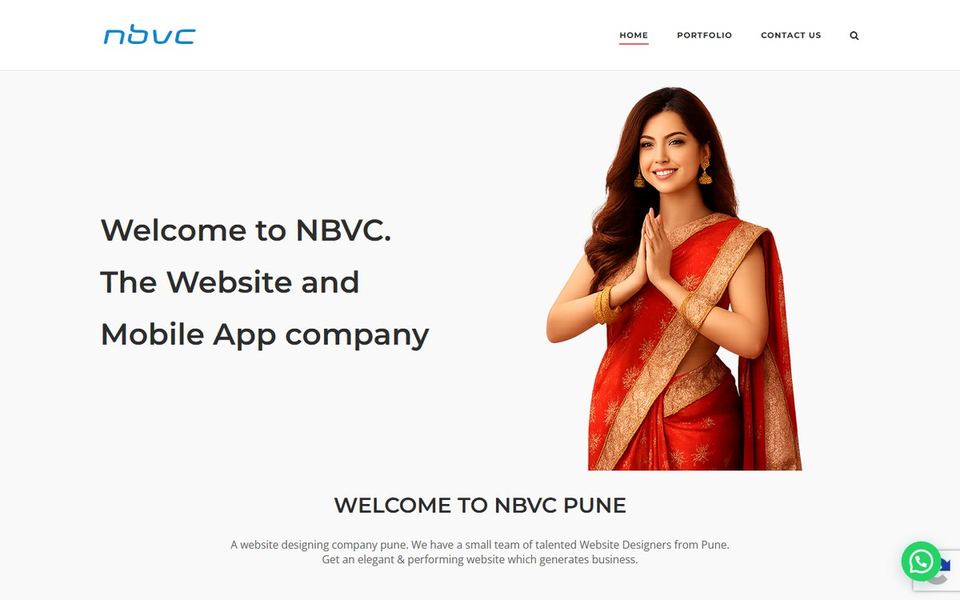 nbvc
HOME
PORTFOLIO
CONTACT US
Welcome to NBVC.
The Website and
Mobile App company
WELCOME TO NBVC PUNE
A website designing company pune. We have a small team of talented Website Designers from Pune.
Get an elegant & performing website which generates business.